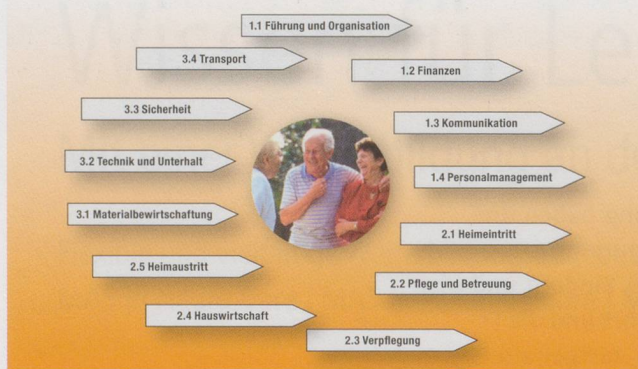 1.1 Führung und Organisation
1.2 Finanzen
1.3 Kommunikation
1.4 Personalmanagement
2.1 Heimeintritt
2.2 Pflege und Betreuung
2.3 Verpflegung
2.4 Hauswirtschaft
2.5 Heimaustritt
3.1 Materialbewirtschaftung
3.2 Technik und Unterhalt
3.3 Sicherheit
3.4 Transport